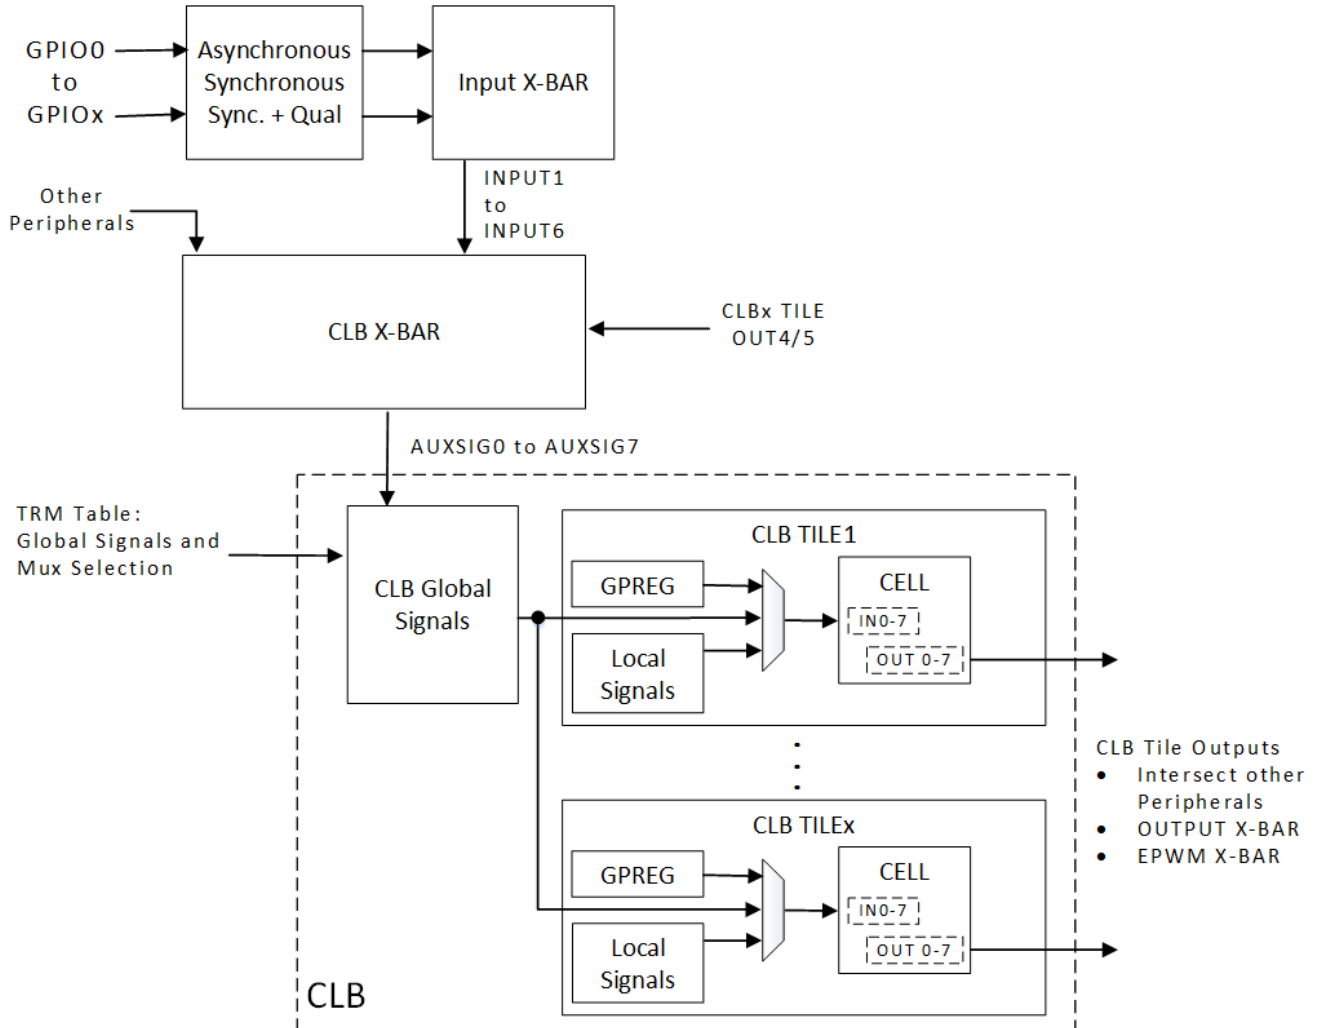 GPIO0
to
GPIOx
Asynchronous
Synchronous
Sync. + Qual
Input X-BAR
INPUT1
to
INPUT6
Other
Peripherals
CLB X-BAR
CLBx TILE
OUT4/5
AUXSIG0 to AUXSIG7
TRM Table:
Global Signals and
Mux Selection
CLB Global
Signals
CLB TILE1
GPREG
Local
Signals
CELL
IN0-7
OUT 0-7
CLB TILEx
GPREG
Local
Signals
CELL
IN0-7
OUT 0-7
CLB Tile Outputs
• Intersect other
Peripherals
• OUTPUT X-BAR
• EPWM X-BAR
CLB